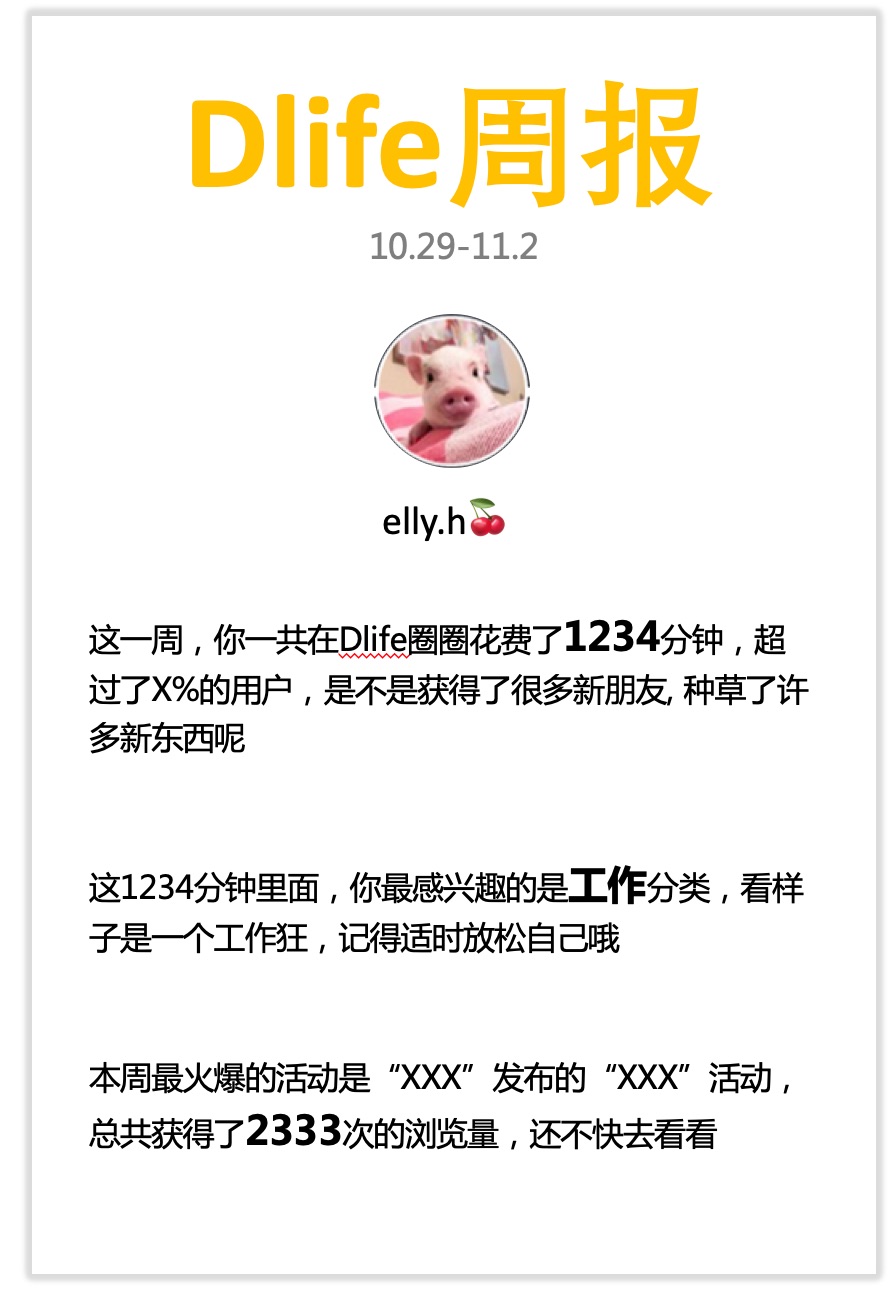 Dlife周报
10.29-11.2
elly.h🍒
这一周，你一共在Dlife圈圈花费了1234分钟，超
过了X%的用户，是不是获得了很多新朋友, 种草了许
多新东西呢
这1234分钟里面，你最感兴趣的是工作分类，看样
子是一个工作狂，记得适时放松自己哦
本周最火爆的活动是“XXX”发布的“XXX”活动，
总共获得了2333次的浏览量，还不快去看看